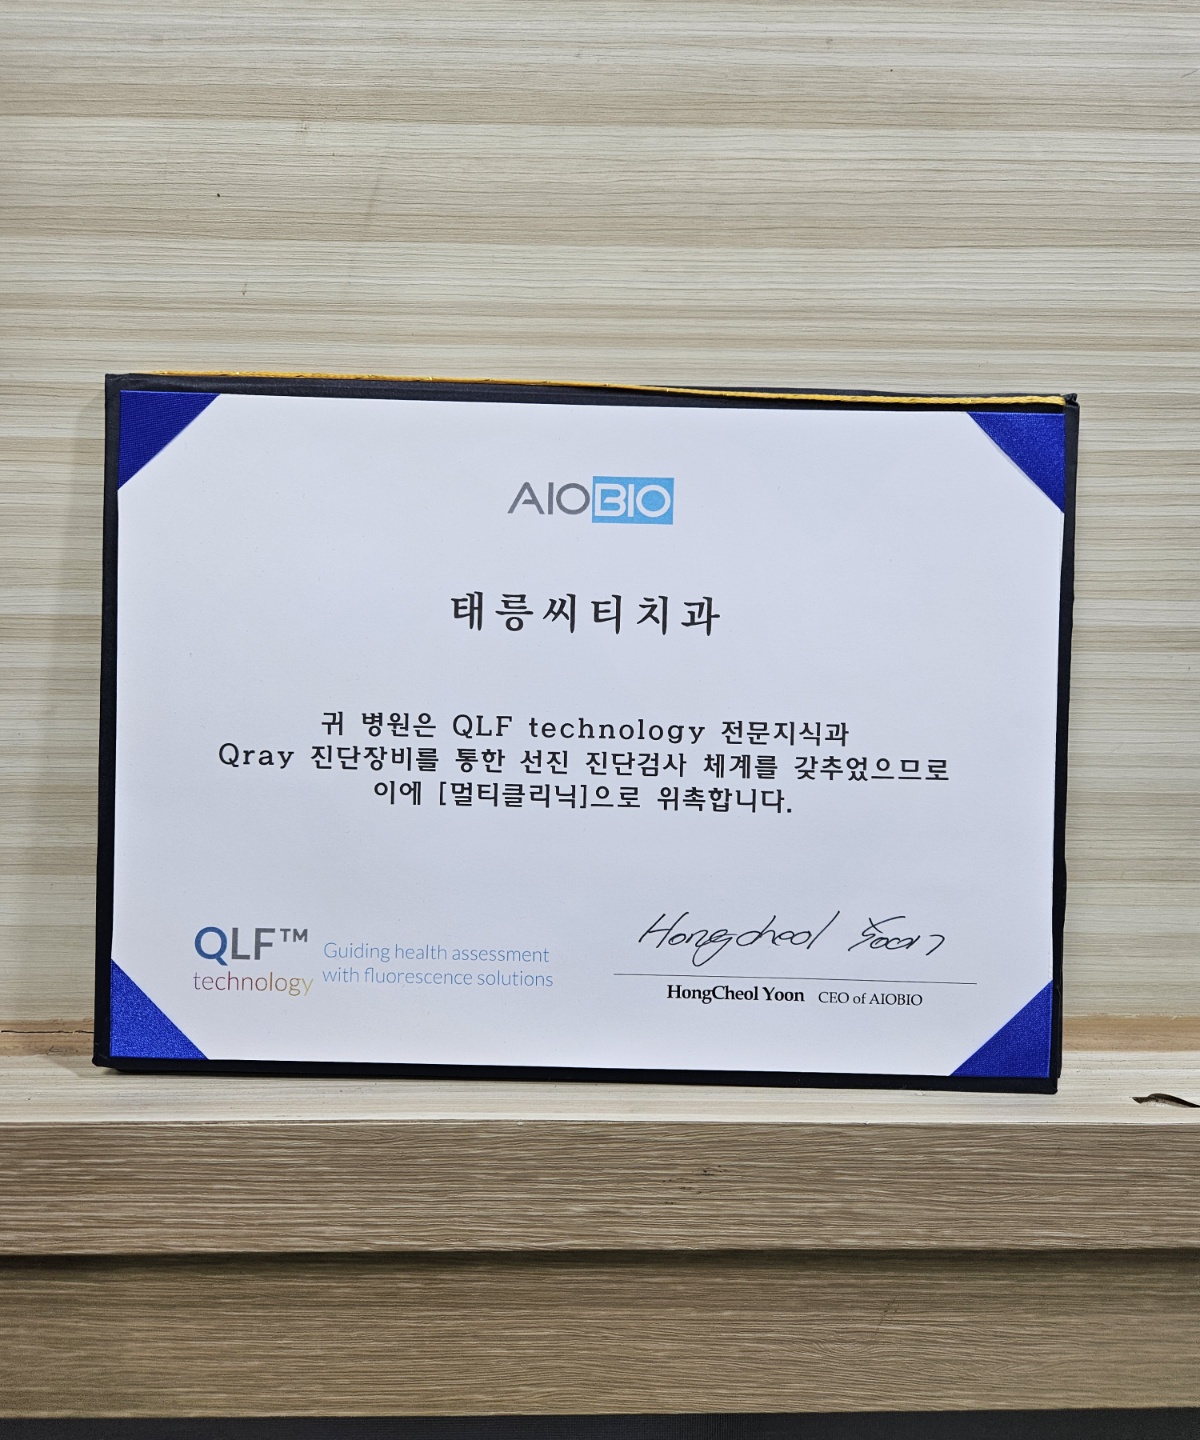 AIOBIO
태릉씨티치과
귀 병원은 QLF technology 전문지식과
Qray 진단장비를 통한 선진 진단검사 체계를 갖추었으므로
이에 [멀티클리닉]으로 위촉합니다.
QLF™
technology
Guiding health assessment
with fluorescence solutions
Hongcheol Yoon
HongCheol Yoon CEO of AIOBIO